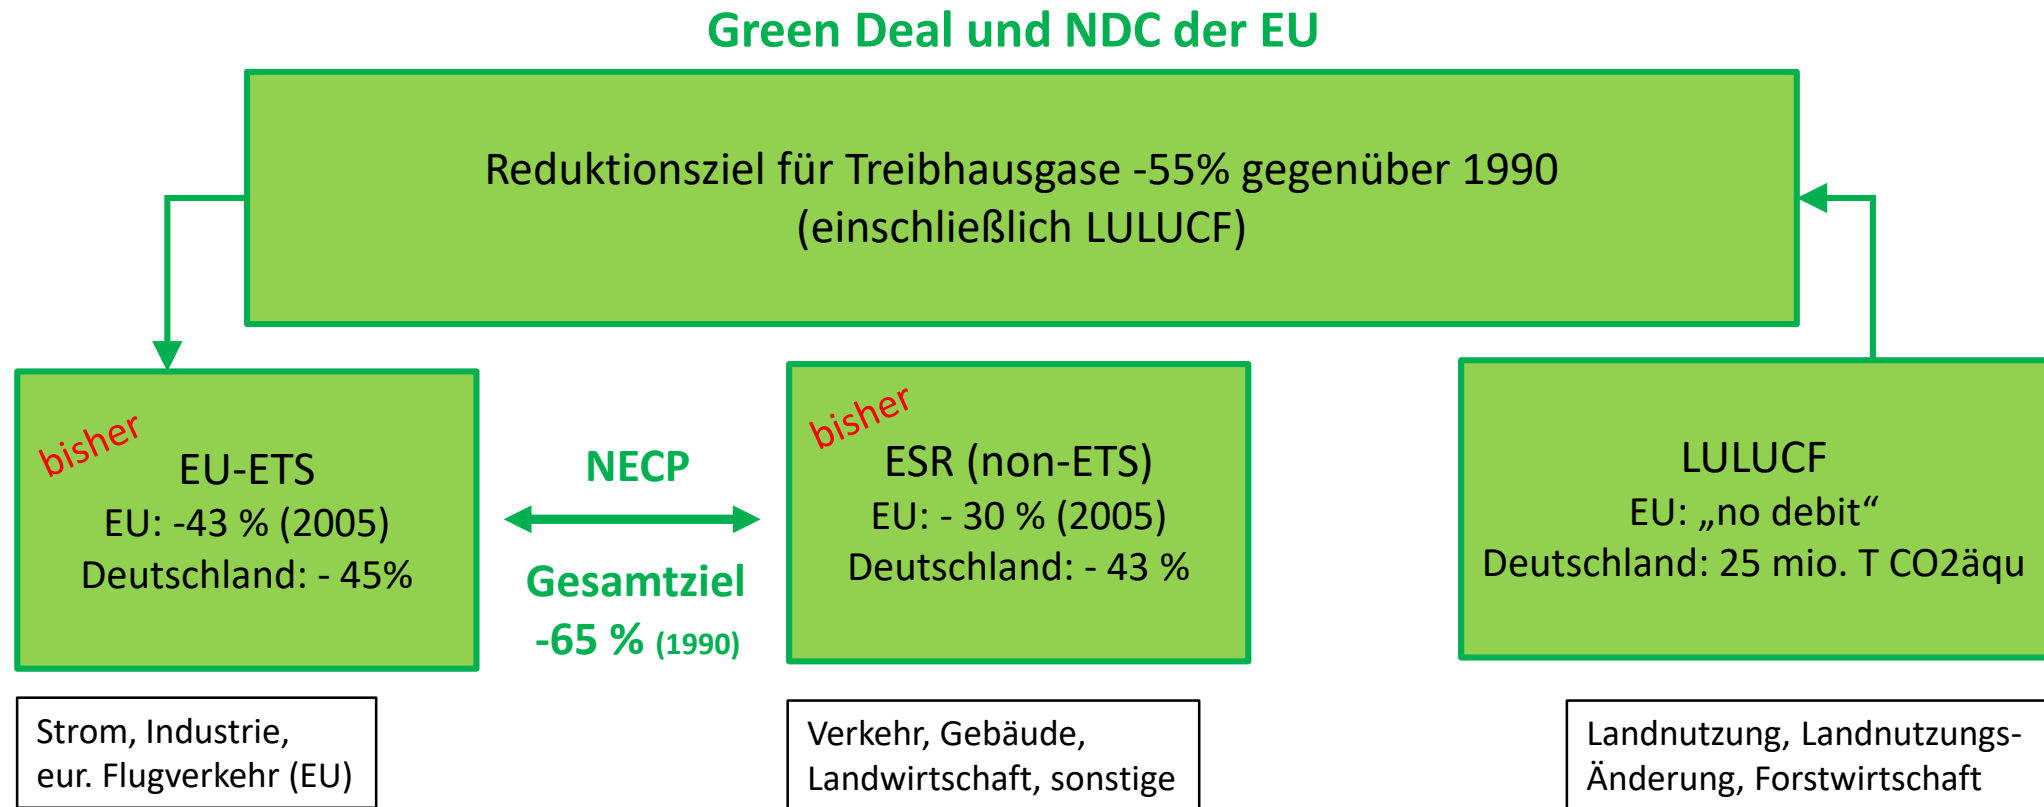 Green Deal und NDC der EU
Reduktionsziel für Treibhausgase -55% gegenüber 1990
(einschließlich LULUCF)
bisher
EU-ETS
EU: -43 % (2005)
Deutschland: - 45%
NECP
Gesamtziel
-65 % (1990)
bisher
ESR (non-ETS)
EU: - 30 % (2005)
Deutschland: - 43 %
LULUCF
EU: „no debit“
Deutschland: 25 mio. T CO2äqu
Strom, Industrie,
eur. Flugverkehr (EU)
Verkehr, Gebäude,
Landwirtschaft, sonstige
Landnutzung, Landnutzungs-
Änderung, Forstwirtschaft